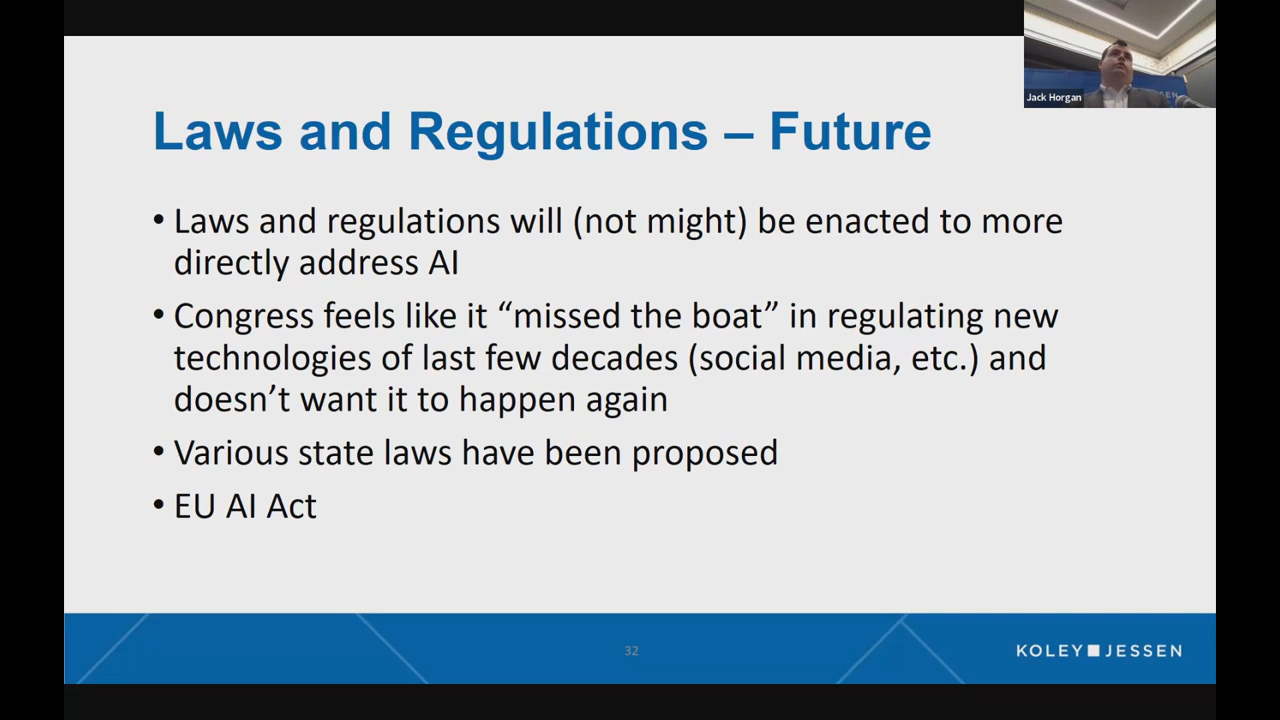 Jack Horgan
Laws and Regulations – Future
• Laws and regulations will (not might) be enacted to more
directly address AI
• Congress feels like it “missed the boat” in regulating new
technologies of last few decades (social media, etc.) and
doesn’t want it to happen again
• Various state laws have been proposed
• EU AI Act
32
KOLEY JESSEN